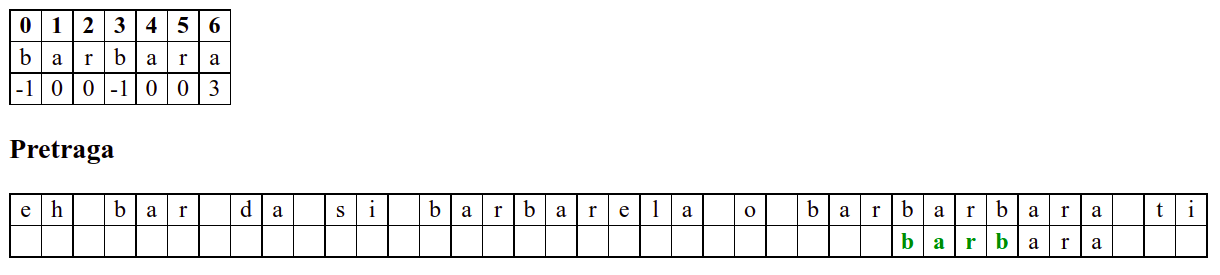 0 1 2 3 4 5 6
b a r b a r a
-1 0 0 -1 0 0 3
Pretraga
e h b a r d a s i b a r b a r e l a o b a r b a r b a r a t i
b a r b a r a